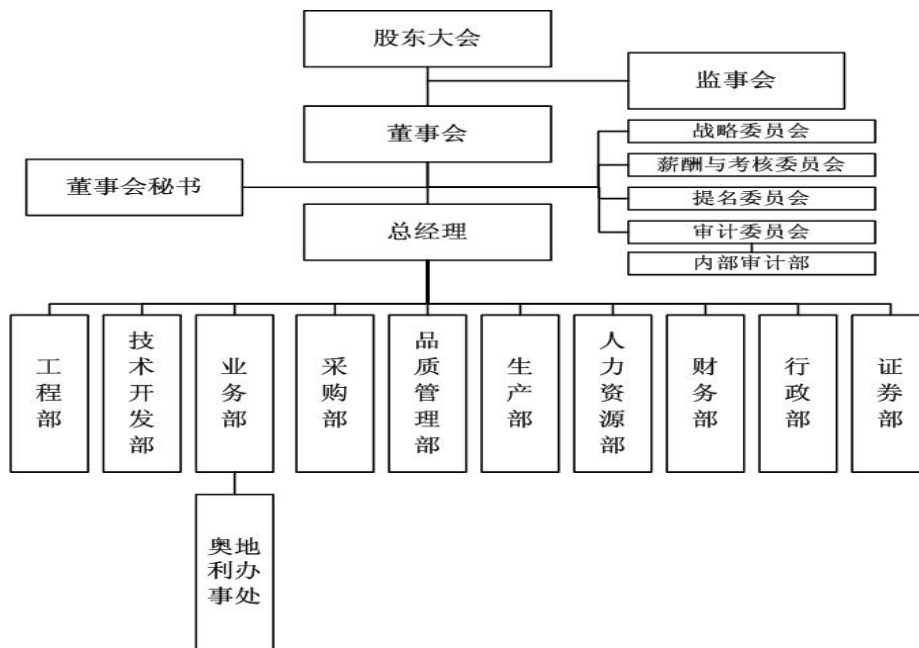 股东大会
监事会
董事会
战略委员会
薪酬与考核委员会
董事会秘书
提名委员会
总经理
审计委员会
内部审计部
工程部
技术开发部
业务部
采购部
品质管理部
生产部
人力资源部
财务部
行政部
证券部
奥地
利办
事处